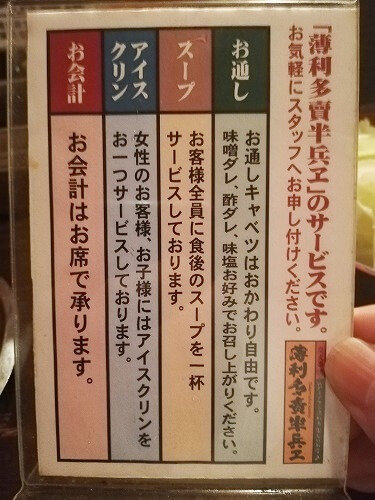 「薄利多賣半兵ヱ」のサービスです。
お気軽にスタッフへお申し付けください。
薄利多賣半兵ヱ
お通し
お通しキャベツはおかわり自由です。
味噌ダレ、酢ダレ、味塩お好みでお召し上がりください。
スープ
お客様全員に食後のスープを一杯
サービスしております。
アイス
クリン
女性のお客様、お子様にはアイスクリンを
お一つサービスしております。
お会計
お会計はお席で承ります。